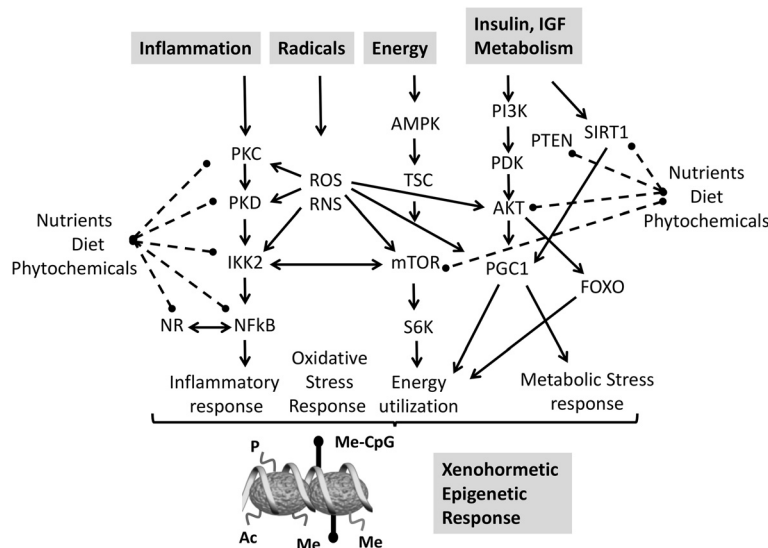 Inflammation
Radicals
Energy
Insulin, IGF
Metabolism
PI3K
AMPK
PTEN
SIRT1
PKC
PDK
ROS
TSC
Nutrients
Diet
Phytochemicals
PKD
RNS
AKT
Nutrients
Diet
Phytochemicals
IKK2
mTOR
PGC1
FOXO
NR
NFkB
S6K
Inflammatory
response
Oxidative
Stress
Response
Energy
utilization
Metabolic Stress
response
P
Me-CpG
Ac
Me
Me
Xenohormetic
Epigenetic
Response